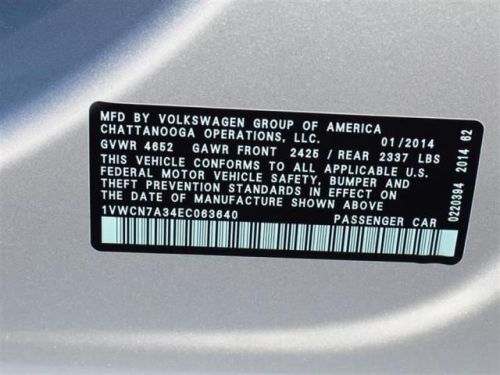 MFD BY VOLKSWAGEN GROUP OF AMERICA
CHATTANOOGA OPERATIONS, LLC. 01/2014
GVWR 4652 GAWR FRONT 2425 / REAR 2337 LBS
THIS VEHICLE CONFORMS TO ALL APPLICABLE U.S.
FEDERAL MOTOR VEHICLE SAFETY, BUMPER AND
THEFT PREVENTION STANDARDS IN EFFECT ON
THE DATE OF MANUFACTURE SHOWN ABOVE
1VWCN7A34EC063640 PASSENGER CAR
0220394 2014 62